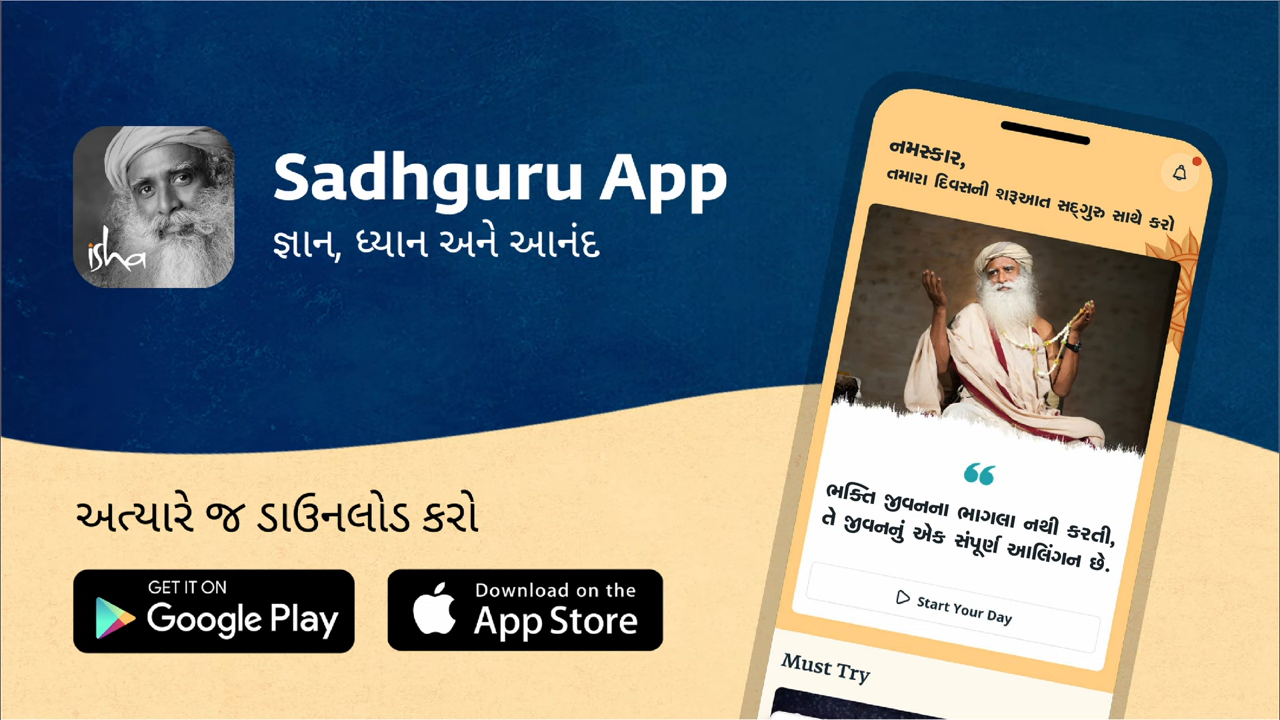 isha
Sadhguru App
જ્ઞાન, ધ્યાન અને આનંદ
અત્યારે જ ડાઉનલોડ કરો
GET IT ON
Google Play
Download on the
App Store
નમસ્કાર,
તમારા દિવસની શરૂઆત સદ્‌ગુરુ સાથે કરો
“
ભક્તિ જીવનના ભાગલા નથી કરતી,
તે જીવનનું એક સંપૂર્ણ આલિંગન છે.
Start Your Day
Must Try